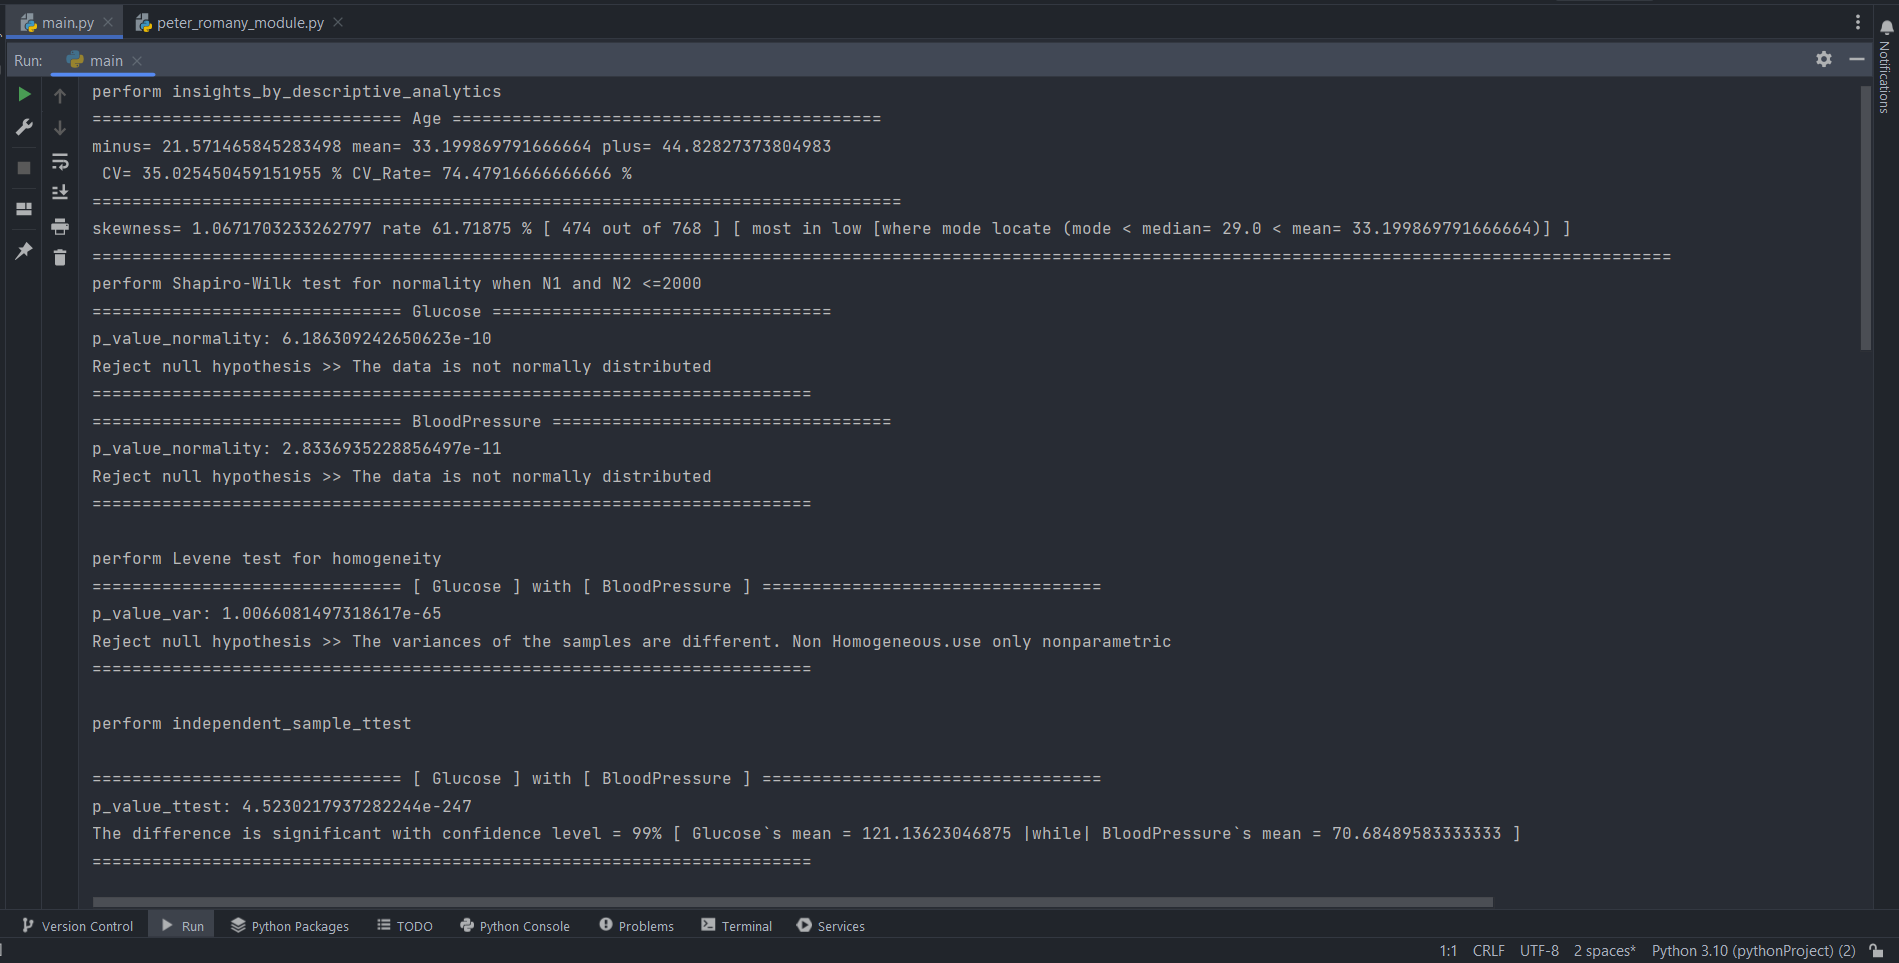 main.py
peter_romany_module.py
Notifications
Run:
main
perform insights_by_descriptive_analytics
=============================== Age ===========================================
minus= 21.571465845283498 mean= 33.199869791666664 plus= 44.82827373804983
CV= 35.025450459151955 % CV_Rate= 74.47916666666666 %
=================================================================================
skewness= 1.0671703233262797 rate 61.71875 % [ 474 out of 768 ] [ most in low [where mode locate (mode < median= 29.0 < mean= 33.199869791666664)] ]
==============================================================================================================================================================
perform Shapiro-Wilk test for normality when N1 and N2 <=2000
=============================== Glucose ==================================
p_value_normality: 6.186309242650623e-10
Reject null hypothesis >> The data is not normally distributed
========================================================================
=============================== BloodPressure ==================================
p_value_normality: 2.8336935228856497e-11
Reject null hypothesis >> The data is not normally distributed
========================================================================
perform Levene test for homogeneity
=============================== [ Glucose ] with [ BloodPressure ] ==================================
p_value_var: 1.0066081497318617e-65
Reject null hypothesis >> The variances of the samples are different. Non Homogeneous.use only nonparametric
========================================================================
perform independent_sample_ttest
=============================== [ Glucose ] with [ BloodPressure ] ==================================
p_value_ttest: 4.5230217937282244e-247
The difference is significant with confidence level = 99% [ Glucose`s mean = 121.13623046875 |while| BloodPressure`s mean = 70.68489583333333 ]
========================================================================
Version Control
Run
Python Packages
TODO
Python Console
Problems
Terminal
Services
1:1 CRLF UTF-8 2 spaces* Python 3.10 (pythonProject) (2)